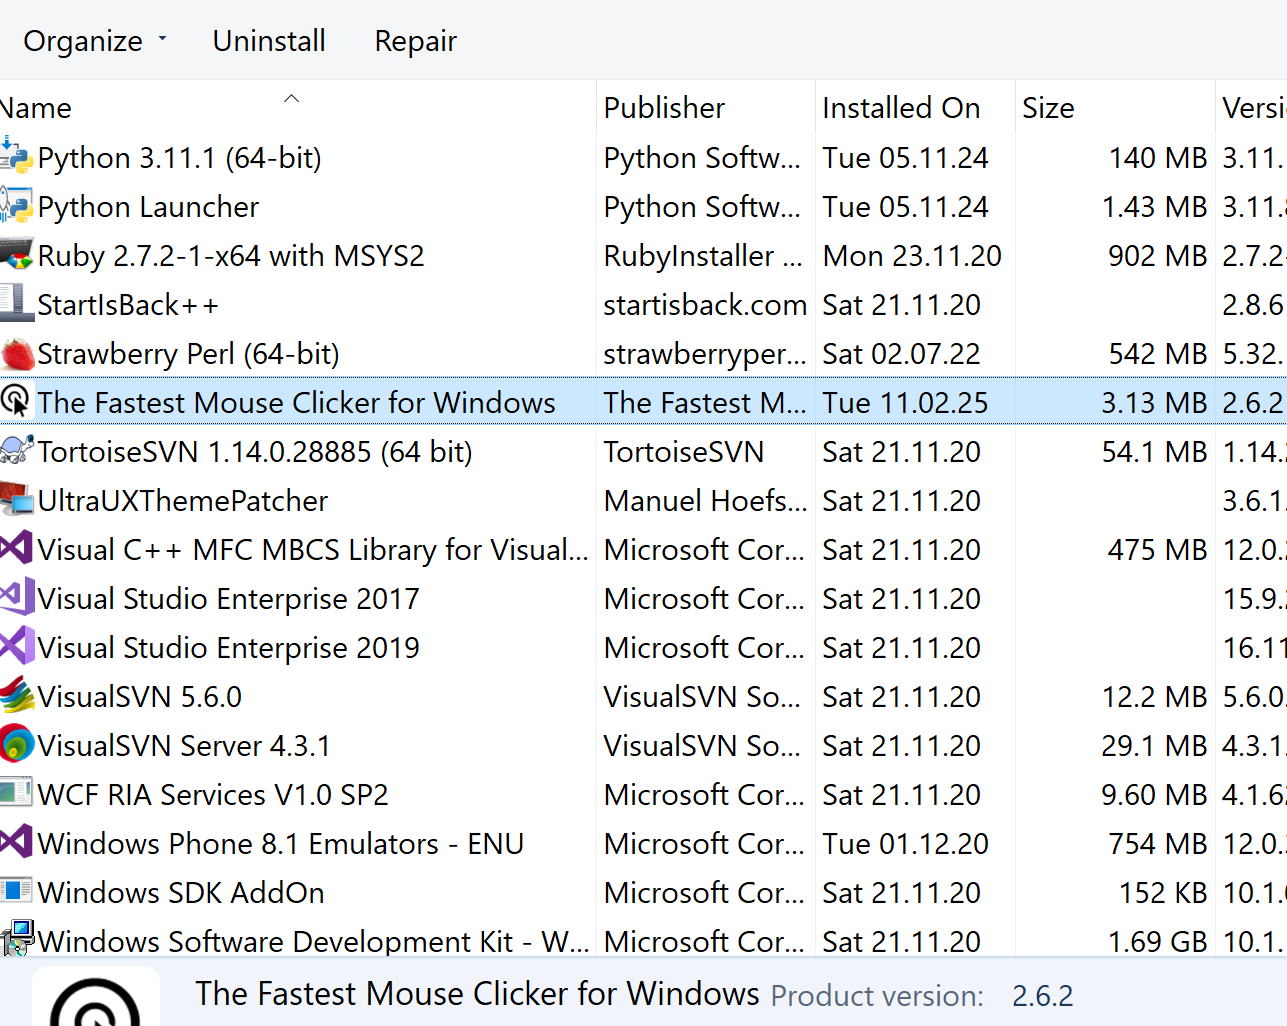 Organize Uninstall Repair
Name Publisher Installed On Size Versi
Python 3.11.1 (64-bit) Python Softw... Tue 05.11.24 140 MB 3.11.
Python Launcher Python Softw... Tue 05.11.24 1.43 MB 3.11.8
Ruby 2.7.2-1-x64 with MSYS2 RubyInstaller ... Mon 23.11.20 902 MB 2.7.2-
StartIsBack++ startisback.com Sat 21.11.20 2.8.6
Strawberry Perl (64-bit) strawberryper... Sat 02.07.22 542 MB 5.32.
The Fastest Mouse Clicker for Windows The Fastest M... Tue 11.02.25 3.13 MB 2.6.2
TortoiseSVN 1.14.0.28885 (64 bit) TortoiseSVN Sat 21.11.20 54.1 MB 1.14.2
UltraUXThemePatcher Manuel Hoefs... Sat 21.11.20 3.6.1.
Visual C++ MFC MBCS Library for Visual... Microsoft Cor... Sat 21.11.20 475 MB 12.0.2
Visual Studio Enterprise 2017 Microsoft Cor... Sat 21.11.20 15.9.2
Visual Studio Enterprise 2019 Microsoft Cor... Sat 21.11.20 16.11
VisualSVN 5.6.0 VisualSVN So... Sat 21.11.20 12.2 MB 5.6.0.
VisualSVN Server 4.3.1 VisualSVN So... Sat 21.11.20 29.1 MB 4.3.1.
WCF RIA Services V1.0 SP2 Microsoft Cor... Sat 21.11.20 9.60 MB 4.1.62
Windows Phone 8.1 Emulators - ENU Microsoft Cor... Tue 01.12.20 754 MB 12.0.3
Windows SDK AddOn Microsoft Cor... Sat 21.11.20 152 KB 10.1.0
Windows Software Development Kit - W... Microsoft Cor... Sat 21.11.20 1.69 GB 10.1.
The Fastest Mouse Clicker for Windows Product version: 2.6.2